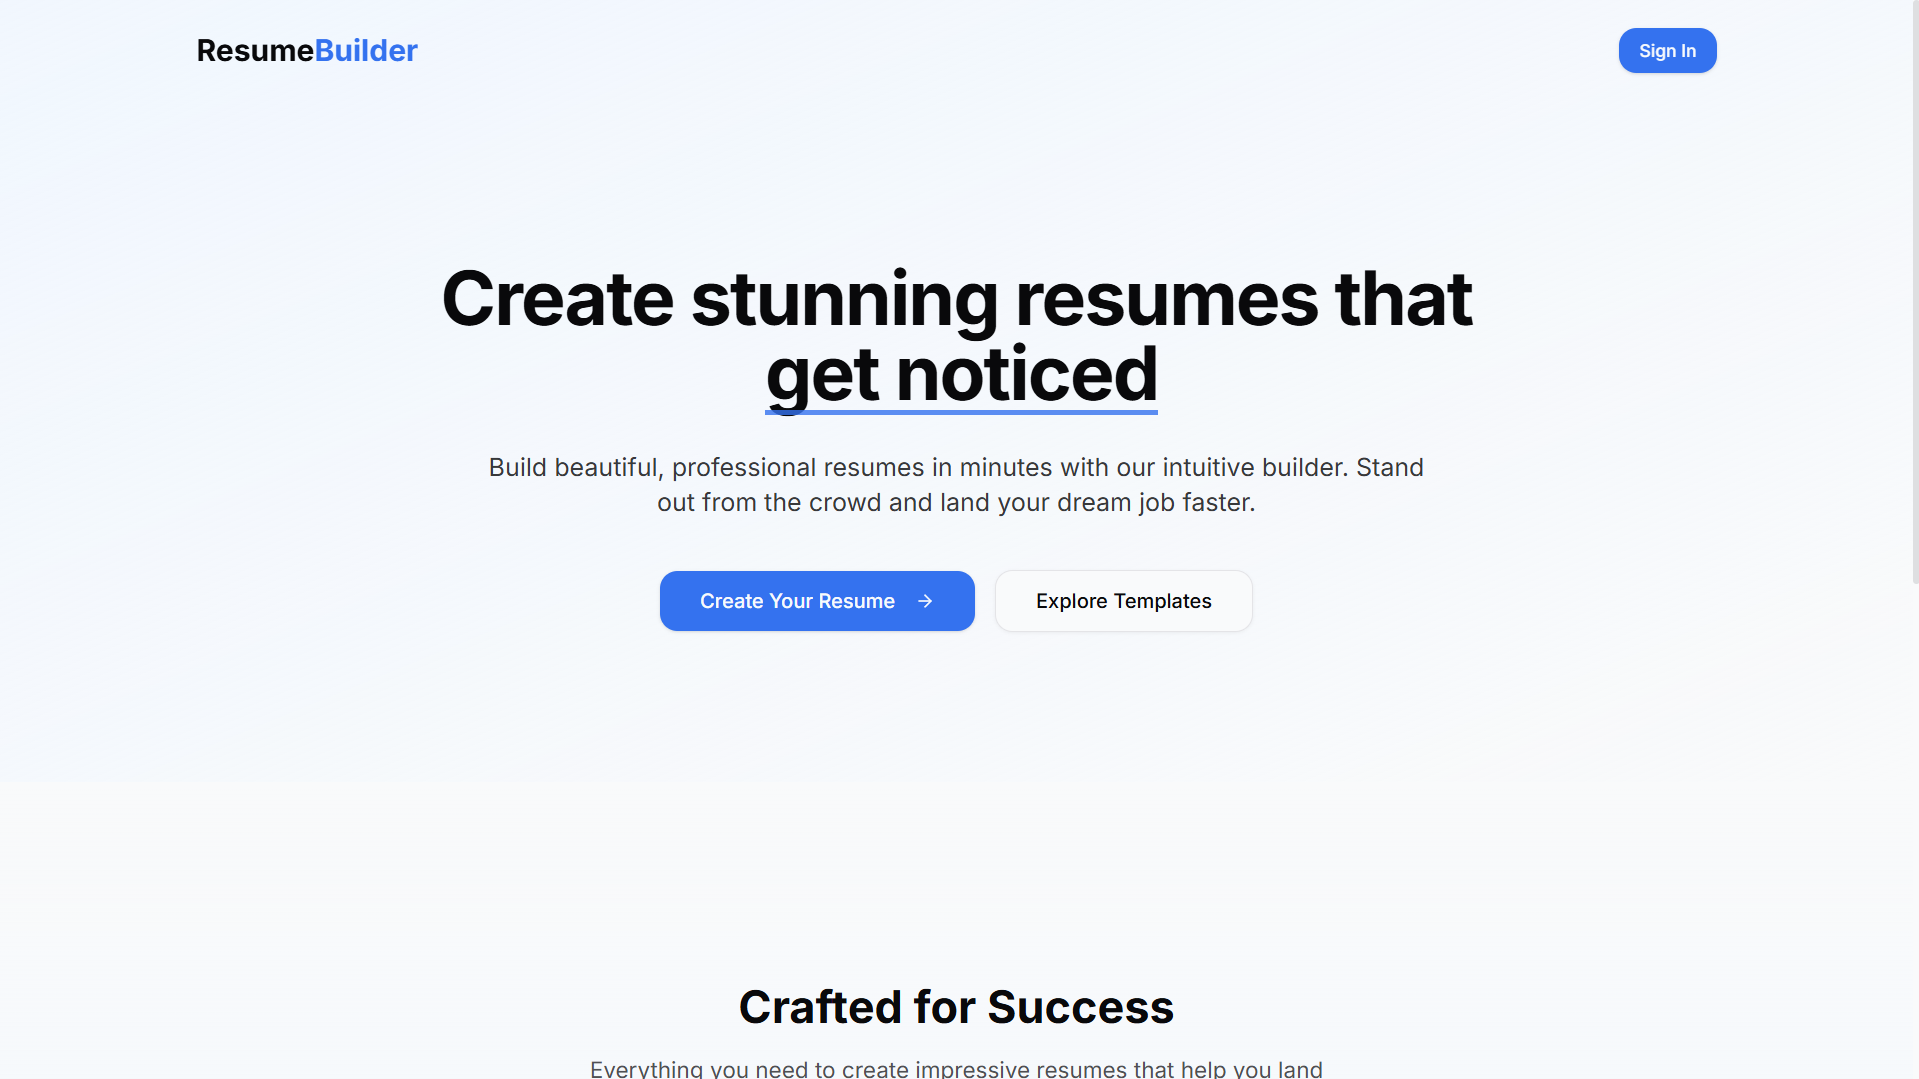 ResumeBuilder
Sign In
Create stunning resumes that
get noticed
Build beautiful, professional resumes in minutes with our intuitive builder. Stand
out from the crowd and land your dream job faster.
Create Your Resume →
Explore Templates
Crafted for Success
Everything you need to create impressive resumes that help you land